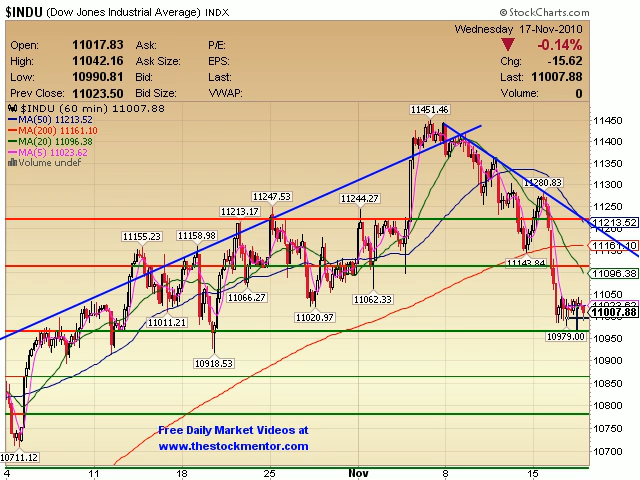 $INDU (Dow Jones Industrial Average) INDX
© StockCharts.com
Wednesday 17-Nov-2010
Open: 11017.83 Ask: P/E: -0.14%
High: 11042.16 Ask Size: EPS: Chg: -15.62
Low: 10990.81 Bid: Last: Last: 11007.88
Prev Close: 11023.50 Bid Size: VWAP: Volume: 0
$INDU (60 min) 11007.88
MA(50) 11213.52
MA(200) 11161.10
MA(20) 11096.38
MA(5) 11023.62
Volume undef
11451.46
11450
11400
11350
11300
11280.83
11250
11247.53
11244.27
11213.17
11213.52
11155.23
11158.98
11161.10
11143.84
11096.38
11066.27
11062.33
11050
11023.62
11011.21
11020.97
11007.88
10979.00
10950
10918.53
10900
10850
10800
10750
10700
10711.12
Free Daily Market Videos at
www.thestockmentor.com
4 11 18 25 Nov 8 15